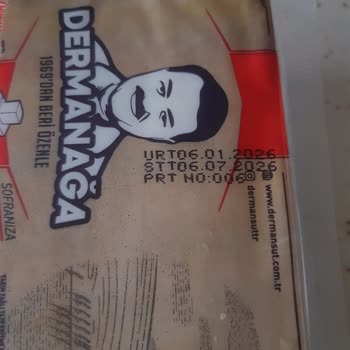 DERMANAĞA
1969'DAN BERİ ÖZENLE
SOFRANIZA
URT06.01.2026
STT06.07.2026
PRT NO:006
www.dermansut.com.tr
dermansuttr